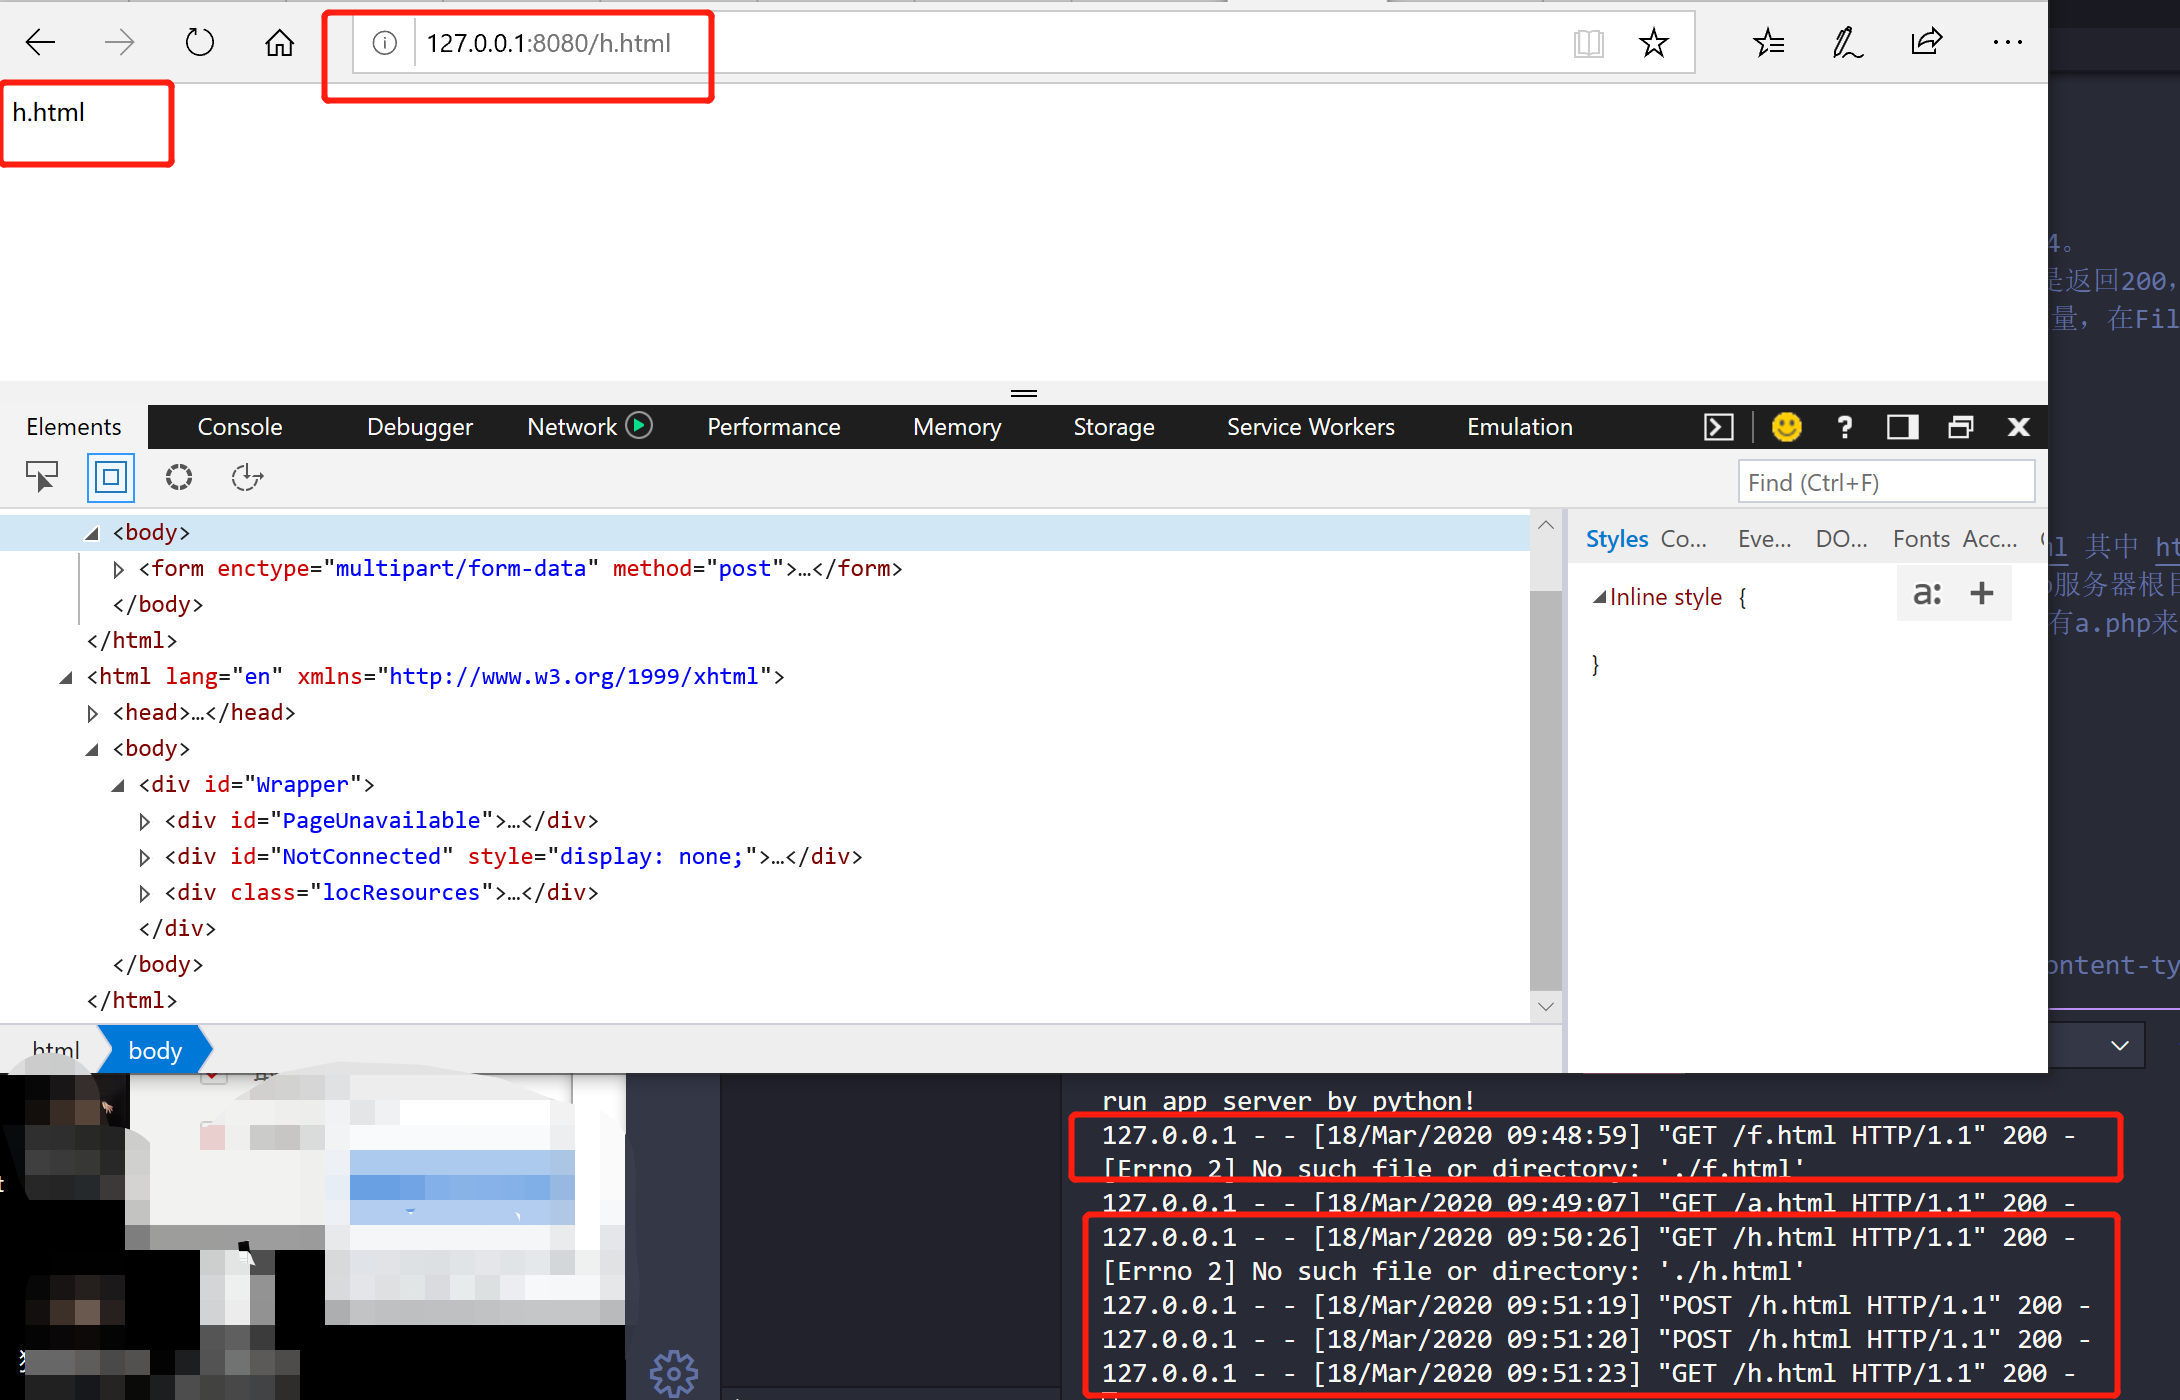 127.0.0.1:8080/h.html
h.html
Elements Console Debugger Network Performance Memory Storage Service Workers Emulation
Find (Ctrl+F)
<body>
<form enctype="multipart/form-data" method="post">…</form>
</body>
</html>
<html lang="en" xmlns="http://www.w3.org/1999/xhtml">
<head>…</head>
<body>
<div id="Wrapper">
<div id="PageUnavailable">…</div>
<div id="NotConnected" style="display: none;">…</div>
<div class="locResources">…</div>
</div>
</body>
</html>
Styles Co... Eve... DO... Fonts Acc...
Inline style {
a: +
}
html body
4。
是返回200，
量，在Fil
ml 其中 ht
服务器根目
有a.php来
ontent-ty
run app server by python!
127.0.0.1 - - [18/Mar/2020 09:48:59] "GET /f.html HTTP/1.1" 200 -
[Errno 2] No such file or directory: './f.html'
127.0.0.1 - - [18/Mar/2020 09:49:07] "GET /a.html HTTP/1.1" 200 -
127.0.0.1 - - [18/Mar/2020 09:50:26] "GET /h.html HTTP/1.1" 200 -
[Errno 2] No such file or directory: './h.html'
127.0.0.1 - - [18/Mar/2020 09:51:19] "POST /h.html HTTP/1.1" 200 -
127.0.0.1 - - [18/Mar/2020 09:51:20] "POST /h.html HTTP/1.1" 200 -
127.0.0.1 - - [18/Mar/2020 09:51:23] "GET /h.html HTTP/1.1" 200 -